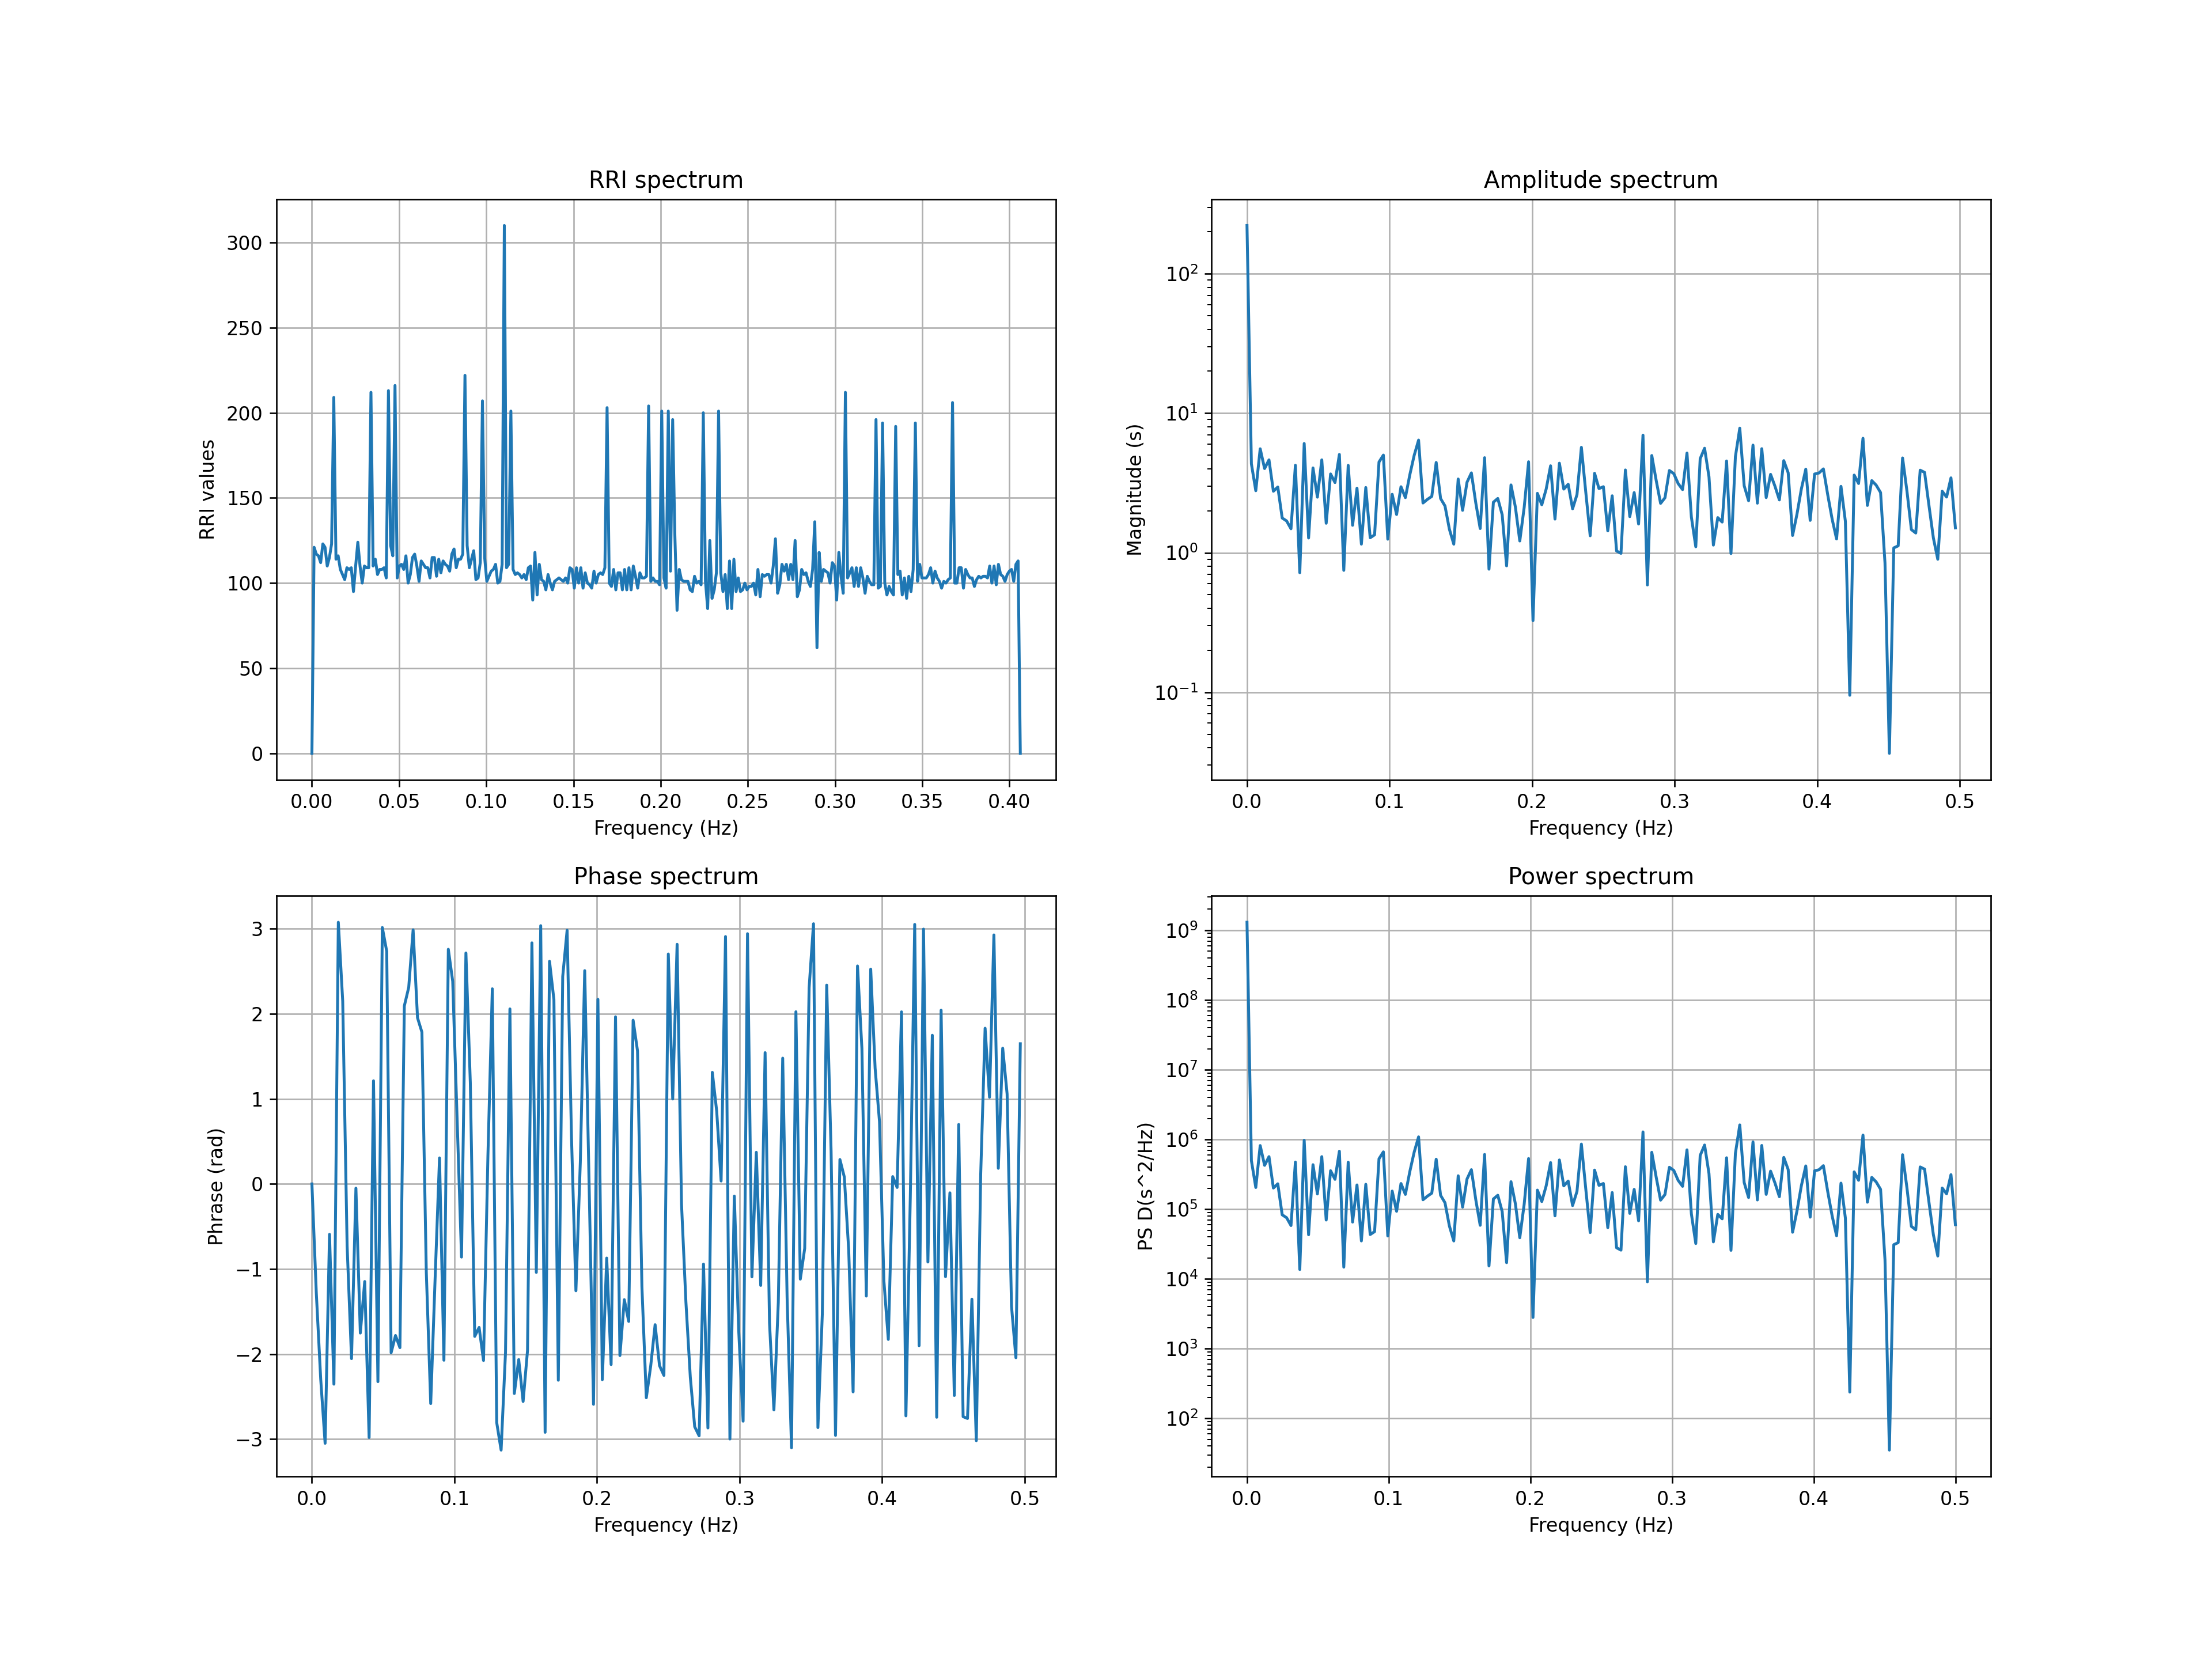 RRI spectrum
300
250
200
150
100
50
0
RRI values
0.00 0.05 0.10 0.15 0.20 0.25 0.30 0.35 0.40
Frequency (Hz)
Amplitude spectrum
10²
10¹
10⁰
10⁻¹
Magnitude (s)
0.0 0.1 0.2 0.3 0.4 0.5
Frequency (Hz)
Phase spectrum
3
2
1
0
−1
−2
−3
Phrase (rad)
0.0 0.1 0.2 0.3 0.4 0.5
Frequency (Hz)
Power spectrum
10⁹
10⁸
10⁷
10⁶
10⁵
10⁴
10³
10²
PS D(s^2/Hz)
0.0 0.1 0.2 0.3 0.4 0.5
Frequency (Hz)